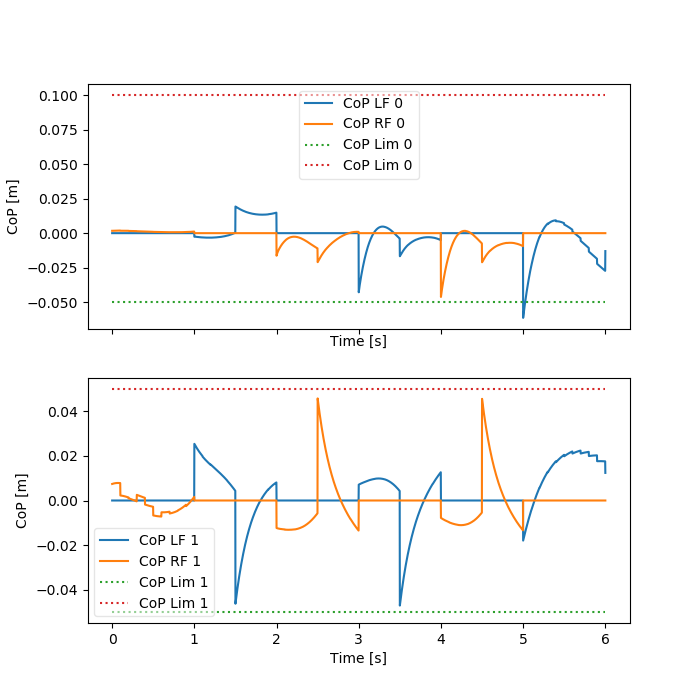 0.100
0.075
0.050
0.025
0.000
−0.025
−0.050
CoP [m]
CoP LF 0
CoP RF 0
CoP Lim 0
CoP Lim 0
Time [s]
0.04
0.02
0.00
−0.02
−0.04
CoP [m]
CoP LF 1
CoP RF 1
CoP Lim 1
CoP Lim 1
0 1 2 3 4 5 6
Time [s]